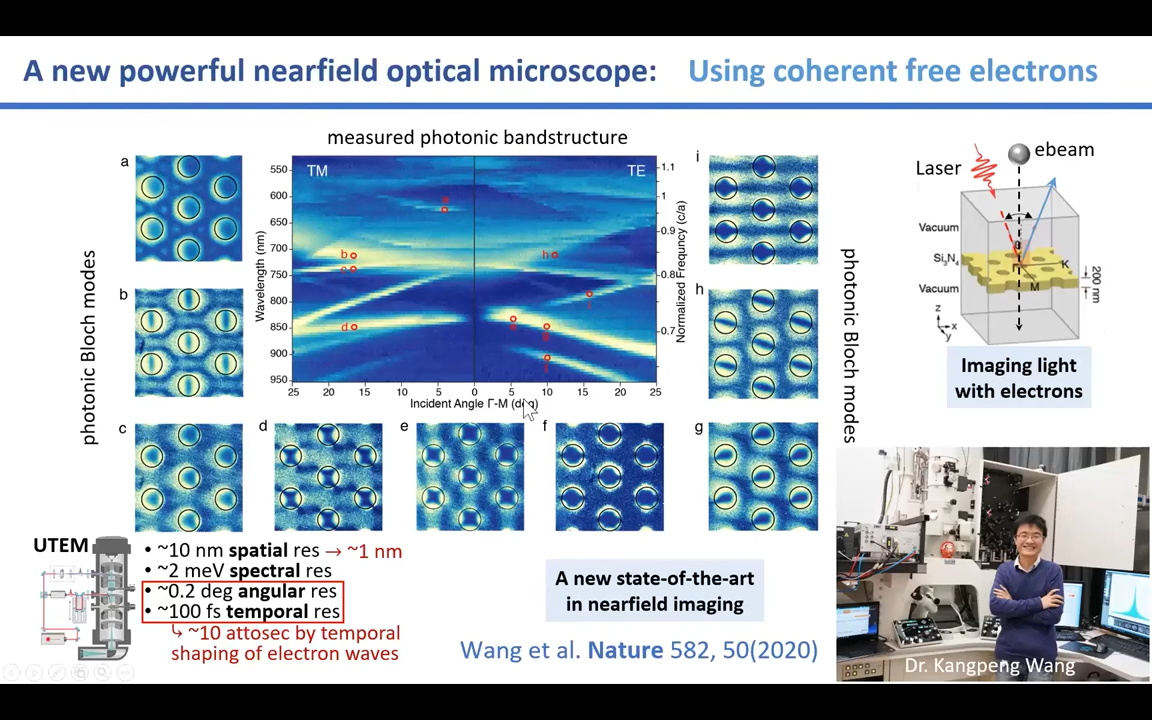 A new powerful nearfield optical microscope: Using coherent free electrons
measured photonic bandstructure
photonic Bloch modes
a
b
c
d
e
f
TM
TE
550
600
650
700
750
800
850
900
950
Wavelength (nm)
1.1
1
0.9
0.8
0.7
Normalized Frequncy (c/a)
b
d
h
25 20 15 10 5 0 5 10 15 20 25
Incident Angle Γ-M (deg)
i
h
g
photonic Bloch modes
Laser
ebeam
Vacuum
Si₃N₄
Vacuum
K
M
200 nm
z
x
y
Imaging light
with electrons
UTEM
• ~10 nm spatial res → ~1 nm
• ~2 meV spectral res
• ~0.2 deg angular res
• ~100 fs temporal res
↳ ~10 attosec by temporal
shaping of electron waves
A new state-of-the-art
in nearfield imaging
Wang et al. Nature 582, 50(2020)
Dr. Kangpeng Wang